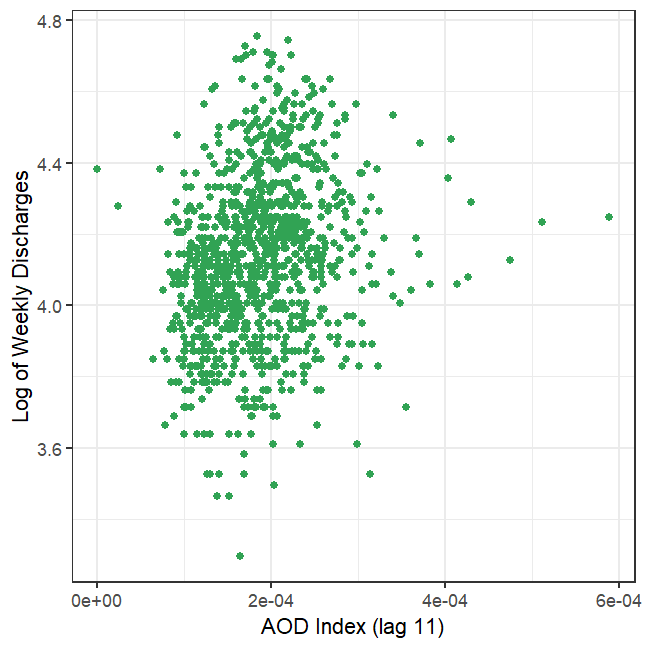 4.8
4.4
4.0
3.6
Log of Weekly Discharges
0e+00 2e-04 4e-04 6e-04
AOD Index (lag 11)